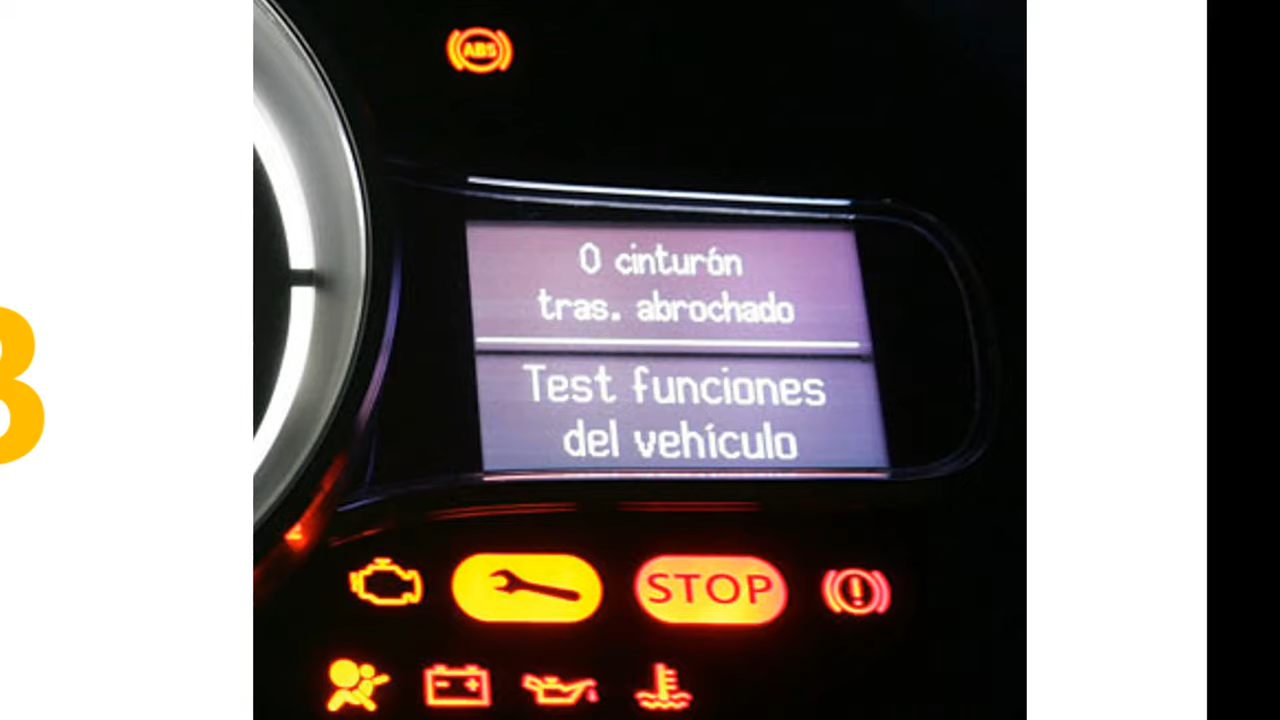 ABS
0 cinturón
tras. abrochado
Test funciones
del vehículo
STOP